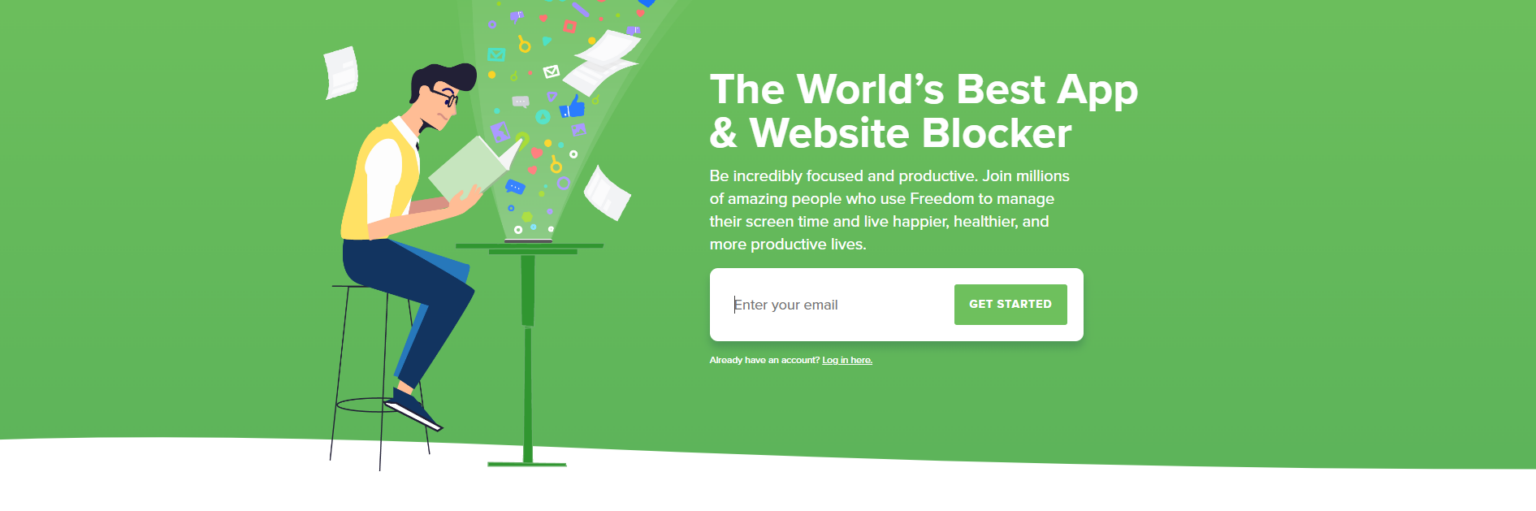 The World’s Best App
& Website Blocker
Be incredibly focused and productive. Join millions
of amazing people who use Freedom to manage
their screen time and live happier, healthier, and
more productive lives.
Enter your email
GET STARTED
Already have an account? Log in here.